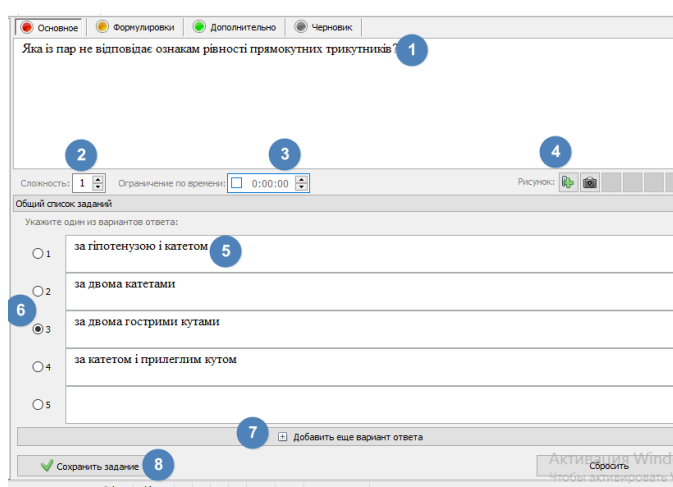 Основное Формулировки Дополнительно Черновик
Яка із пар не відповідає ознакам рівності прямокутних трикутників? 1
2 3 4
Сложность: 1 Ограничение по времени: 0:00:00 Рисунок:
Общий список заданий
Укажите один из вариантов ответа:
1 за гіпотенузою і катетом 5
2 за двома катетами
6
3 за двома гострими кутами
4 за катетом і прилеглим кутом
5
7 Добавить еще вариант ответа
Сохранить задание 8 Сбросить
Активация Wind
Чтобы активировать